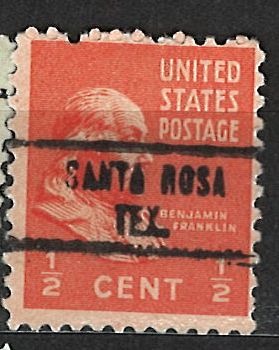 UNITED
STATES
POSTAGE
SANTA ROSA
TEX.
BENJAMIN
FRANKLIN
1/2 CENT 1/2